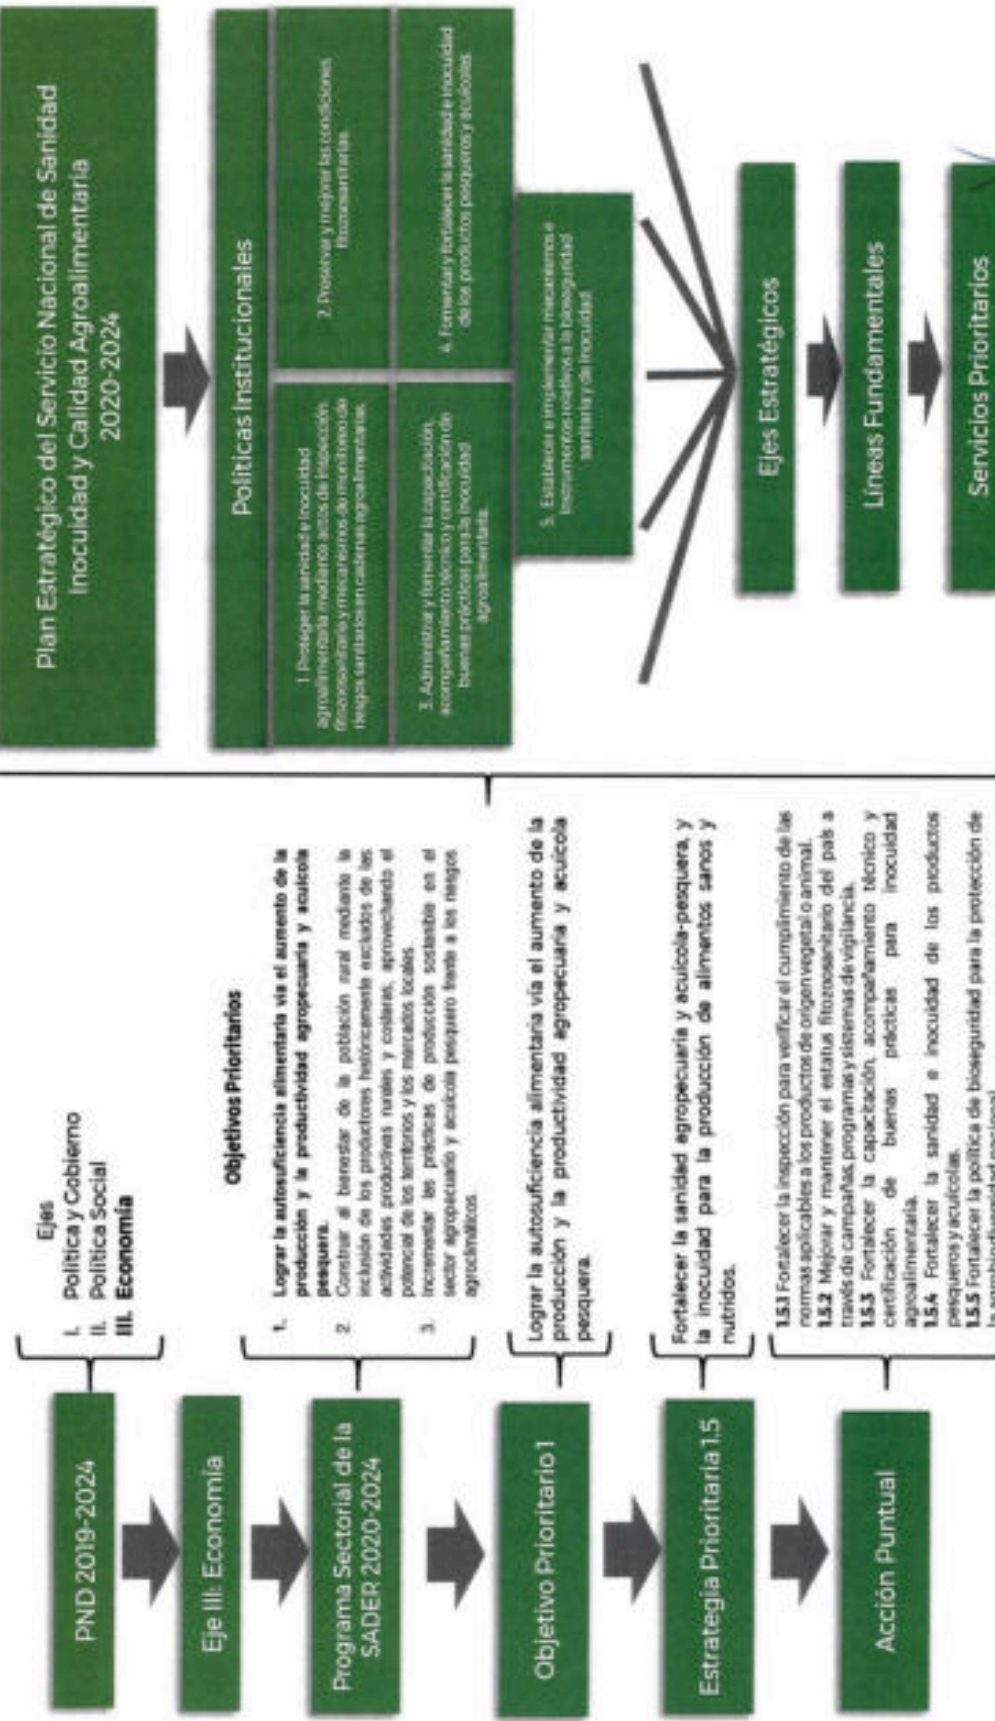 PND 2019-2024
Ejes
I. Política y Gobierno
II. Política Social
III. Economía
Eje III: Economía
Programa Sectorial de la
SADER 2020-2024
Objetivos Prioritarios
1. Lograr la autosuficiencia alimentaria vía el aumento de la
producción y la productividad agropecuaria y acuícola
pesquera.
2. Construir al bienestar de la población rural mediante la
inclusión de los productores históricamente excluidos de las
actividades productivas rurales y costeras, aprovechando el
potencial de los territorios y los mercados locales.
3. Incrementar las prácticas de producción sostenible en el
sector agropecuario y acuícola pesquero frente a los riesgos
agroclimáticos.
Objetivo Prioritario 1
Lograr la autosuficiencia alimentaria vía el aumento de la
producción y la productividad agropecuaria y acuícola
pesquera.
Estrategia Prioritaria 1.5
Fortalecer la sanidad agropecuaria y acuícola-pesquera, y
la inocuidad para la producción de alimentos sanos y
nutridos.
Acción Puntual
1.5.1 Fortalecer la inspección para verificar el cumplimiento de las
normas aplicables a los productos de origen vegetal o animal.
1.5.2 Mejorar y mantener el estatus fitozoosanitario del país a
través de campañas, programas y sistemas de vigilancia.
1.5.3 Fortalecer la capacitación, acompañamiento técnico y
certificación de buenas prácticas para inocuidad
agroalimentaria.
1.5.4 Fortalecer la sanidad e inocuidad de los productos
pesqueros y acuícolas.
1.5.5 Fortalecer la política de bioseguridad para la protección de
la agrobiodiversidad nacional.
Plan Estratégico del Servicio Nacional de Sanidad
Inocuidad y Calidad Agroalimentaria
2020-2024
Políticas Institucionales
1. Proteger la sanidad e inocuidad
agroalimentaria mediante actos de inspección
fitozoosanitario y mecanismos de monitoreo de
riesgos sanitarios en cadenas agroalimentarias.
2. Preservar y mejorar las condiciones
fitozoosanitarias.
3. Administrar y fomentar la capacitación,
acompañamiento técnico y certificación de
buenas prácticas para la inocuidad
agroalimentaria.
4. Fomentar y fortalecer la sanidad e inocuidad
de los productos pesqueros y acuícolas
5. Establecer e implementar mecanismos e
instrumentos relativos a la bioseguridad
sanitaria y de inocuidad
Ejes Estratégicos
Líneas Fundamentales
Servicios Prioritarios